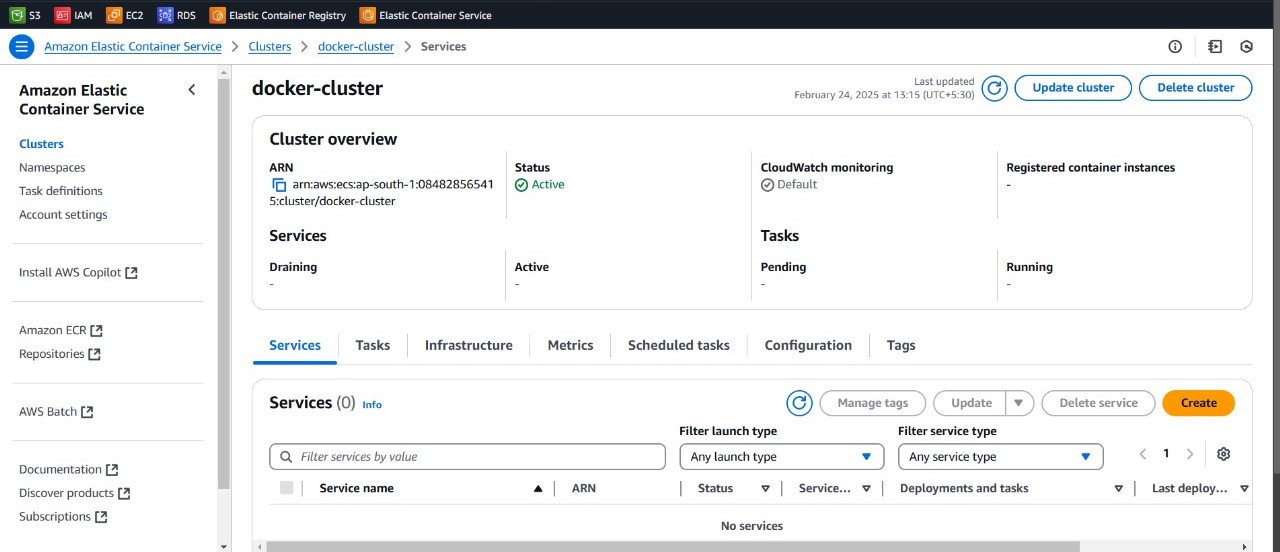 S3 IAM EC2 RDS Elastic Container Registry Elastic Container Service
Amazon Elastic Container Service > Clusters > docker-cluster > Services
Amazon Elastic
Container Service
Clusters
Namespaces
Task definitions
Account settings
Install AWS Copilot
Amazon ECR
Repositories
AWS Batch
Documentation
Discover products
Subscriptions
docker-cluster
Last updated
February 24, 2025 at 13:15 (UTC+5:30)
Update cluster
Delete cluster
Cluster overview
ARN
arn:aws:ecs:ap-south-1:08482856541
5:cluster/docker-cluster
Status
Active
CloudWatch monitoring
Default
Registered container instances
-
Services
Draining
-
Active
-
Tasks
Pending
-
Running
-
Services Tasks Infrastructure Metrics Scheduled tasks Configuration Tags
Services (0) Info
Manage tags
Update
Delete service
Create
Filter services by value
Filter launch type
Any launch type
Filter service type
Any service type
1
Service name ARN Status Service... Deployments and tasks Last deploy...
No services